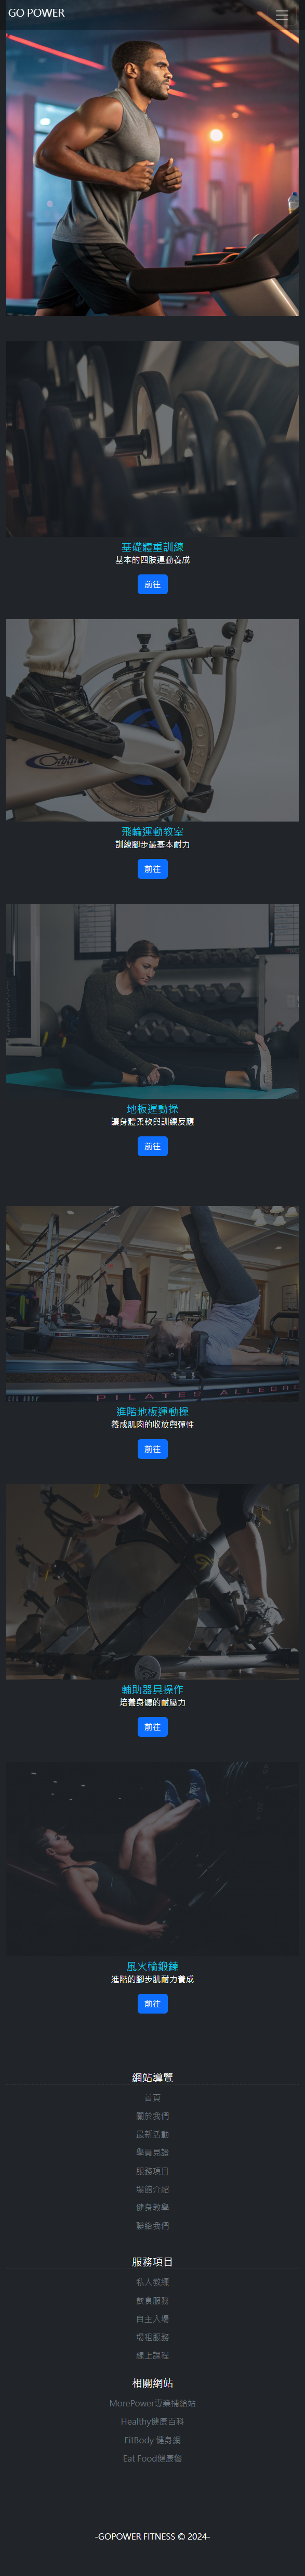 GO POWER
基礎體重訓練
基本的四肢運動養成
前往
飛輪運動教室
訓練腳步最基本耐力
前往
地板運動操
讓身體柔軟與訓練反應
前往
PILATES ALLEGRO
進階地板運動操
養成肌肉的收放與彈性
前往
輔助器具操作
培養身體的耐壓力
前往
風火輪鍛鍊
進階的腳步肌耐力養成
前往
網站導覽
首頁
關於我們
最新活動
學員見證
服務項目
場館介紹
健身教學
聯絡我們
服務項目
私人教練
飲食服務
自主入場
場租服務
線上課程
相關網站
MorePower專業補給站
Healthy健康百科
FitBody 健身網
Eat Food健康餐
-GOPOWER FITNESS © 2024-